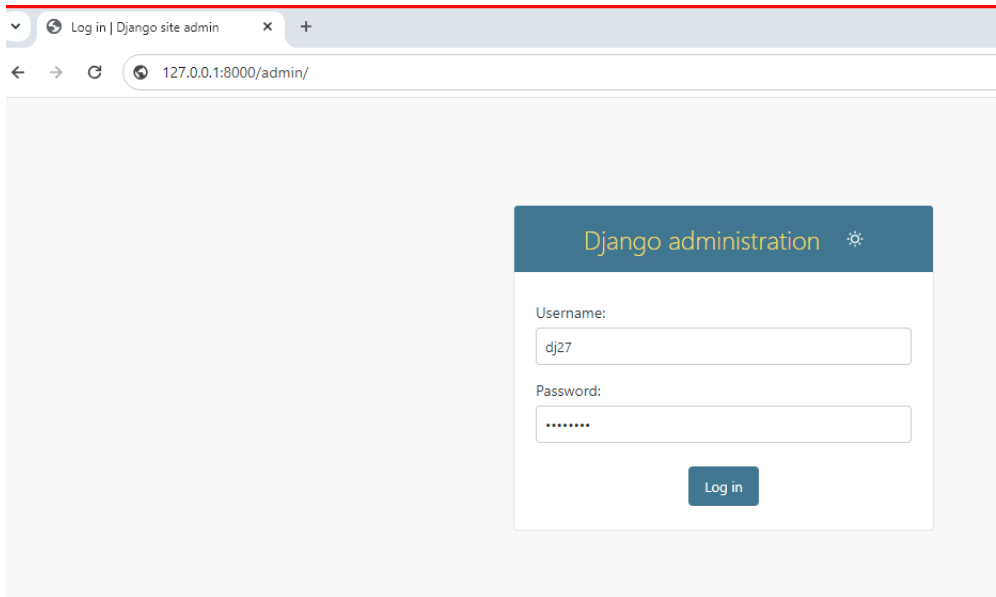 Log in | Django site admin
127.0.0.1:8000/admin/
Django administration
Username:
dj27
Password:
••••••••
Log in